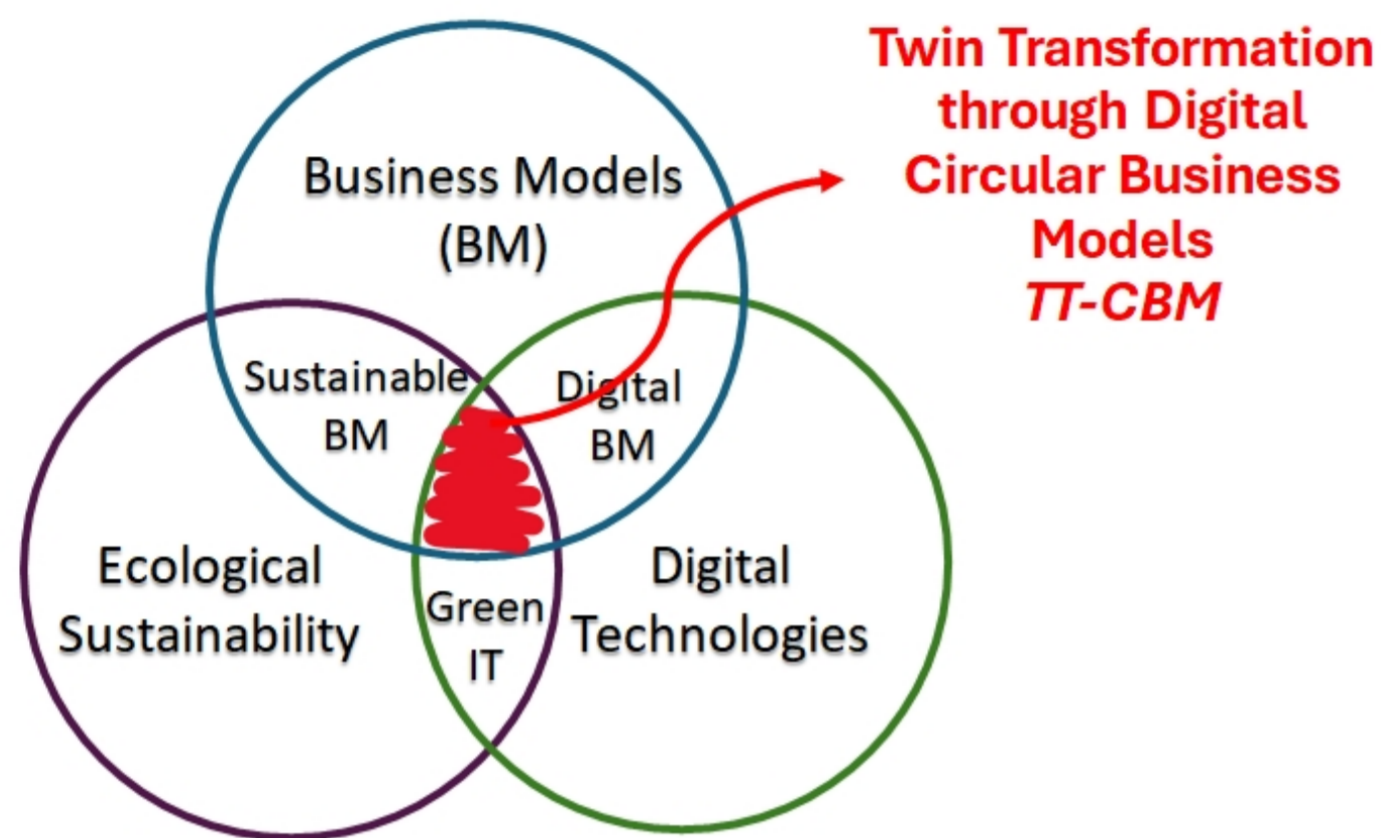 Twin Transformation
through Digital
Circular Business
Models
TT-CBM
Business Models
(BM)
Sustainable
BM
Digital
BM
Ecological
Sustainability
Green
IT
Digital
Technologies